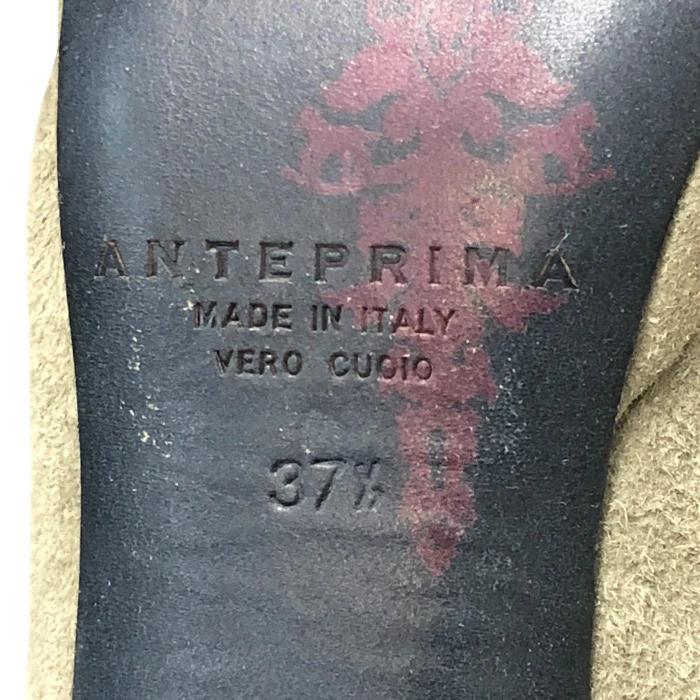 ANTEPRIMA
MADE IN ITALY
VERO CUOIO
37½